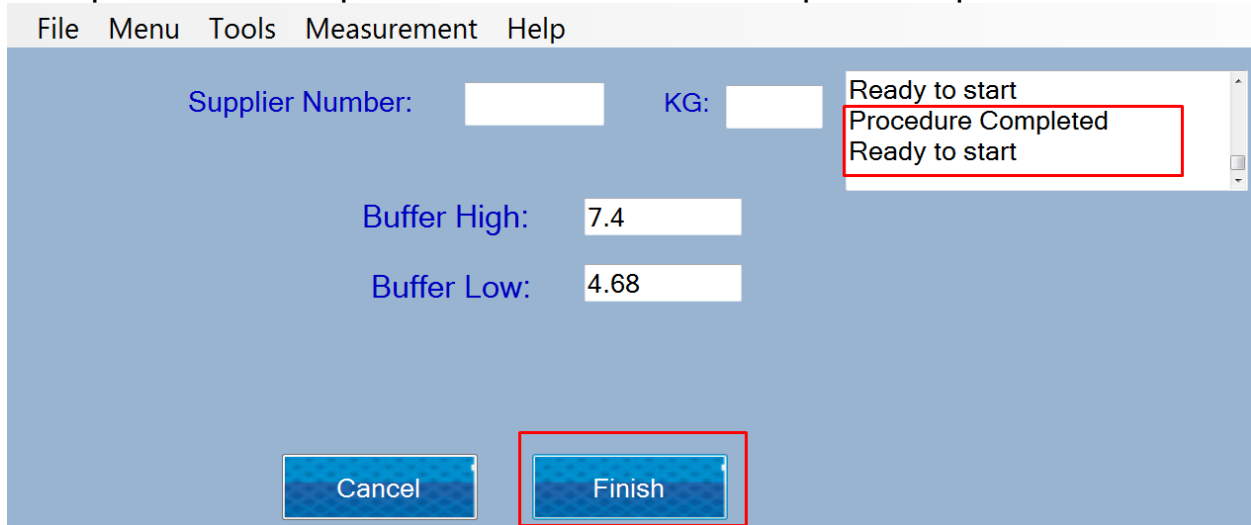 File Menu Tools Measurement Help
Supplier Number:
KG:
Ready to start
Procedure Completed
Ready to start
Buffer High: 7.4
Buffer Low: 4.68
Cancel
Finish